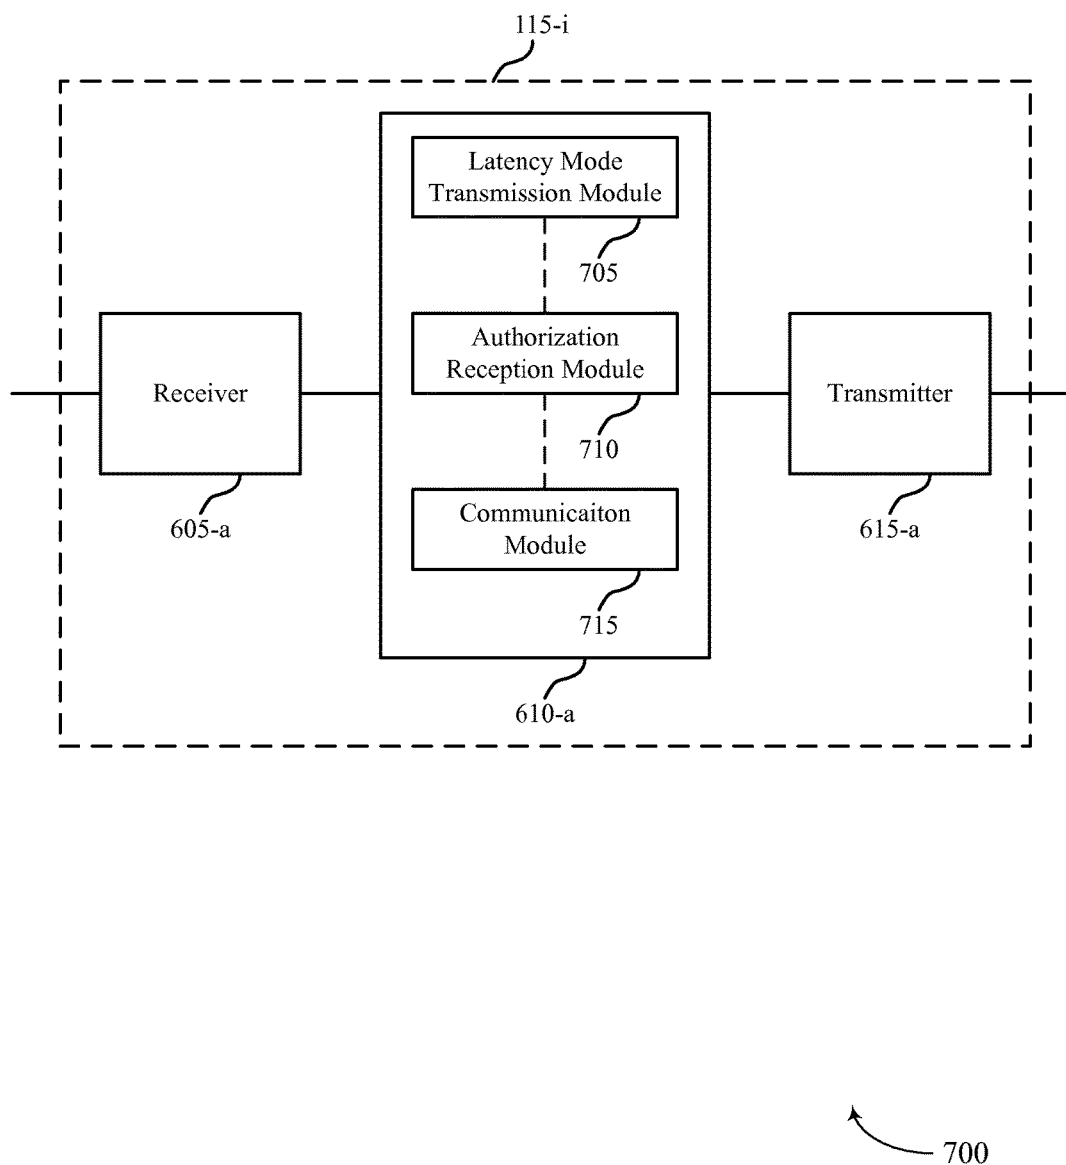 115-i
Latency Mode
Transmission Module
705
Authorization
Reception Module
Receiver
Transmitter
710
Communicaiton
Module
605-a
615-a
715
610-a
700